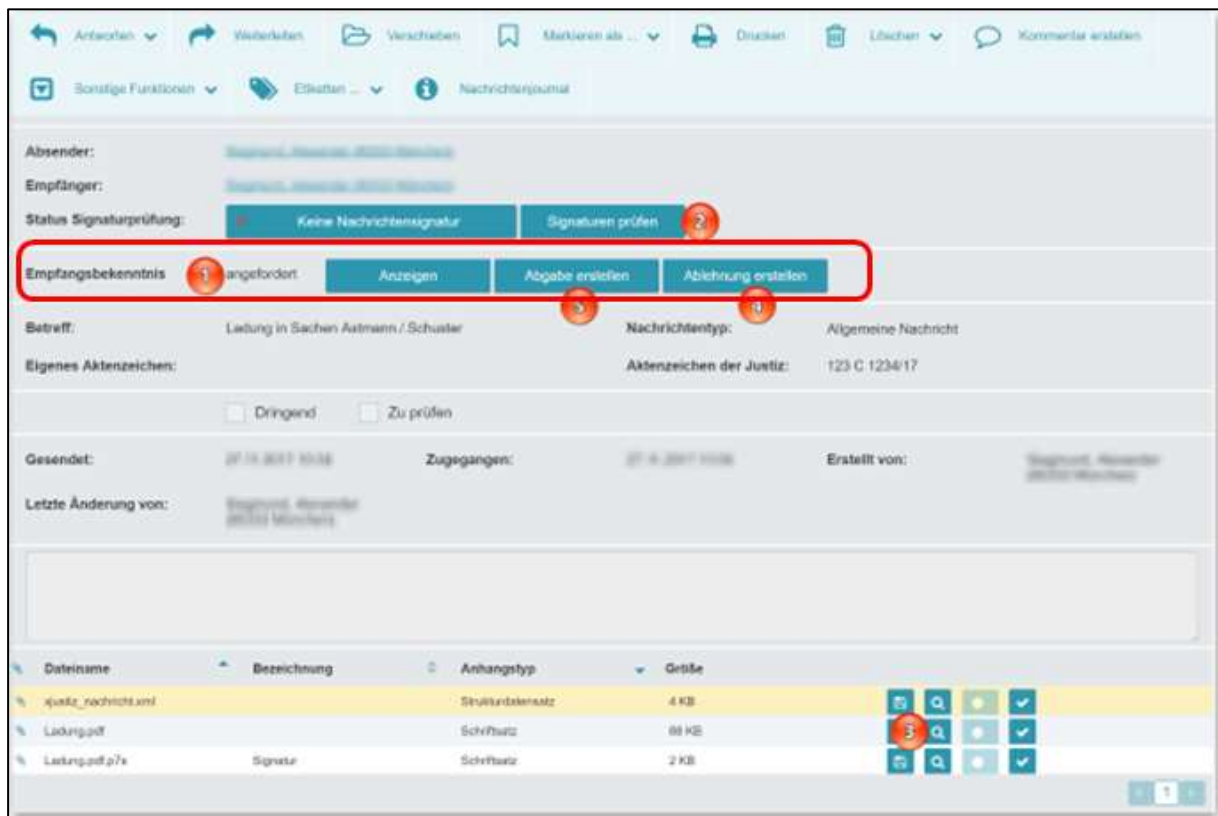 Antworten Weiterleiten Verschieben Markieren als ... Drucken Löschen Kommentar erstellen
Sonstige Funktionen Etiketten ... Nachrichtenjournal
Absender:
Empfänger:
Status Signaturprüfung: Keine Nachrichtensignatur Signaturen prüfen 2
Empfangsbekenntnis 1 angefordert Anzeigen Abgabe erstellen Ablehnung erstellen
Betreff: Ladung in Sachen / Schuster Nachrichtentyp: Allgemeine Nachricht
Eigenes Aktenzeichen: Aktenzeichen der Justiz: 123 C 1234/17
Dringend Zu prüfen
Gesendet: Zugegangen: Erstellt von:
Letzte Änderung von:
Dateiname Bezeichnung Anhangstyp Größe
xjustiz_nachricht.xml Strukturdatensatz 4 KB
Ladung.pdf Schriftsatz KB 3
Ladung.pdf.p7s Signatur Schriftsatz 2 KB
1